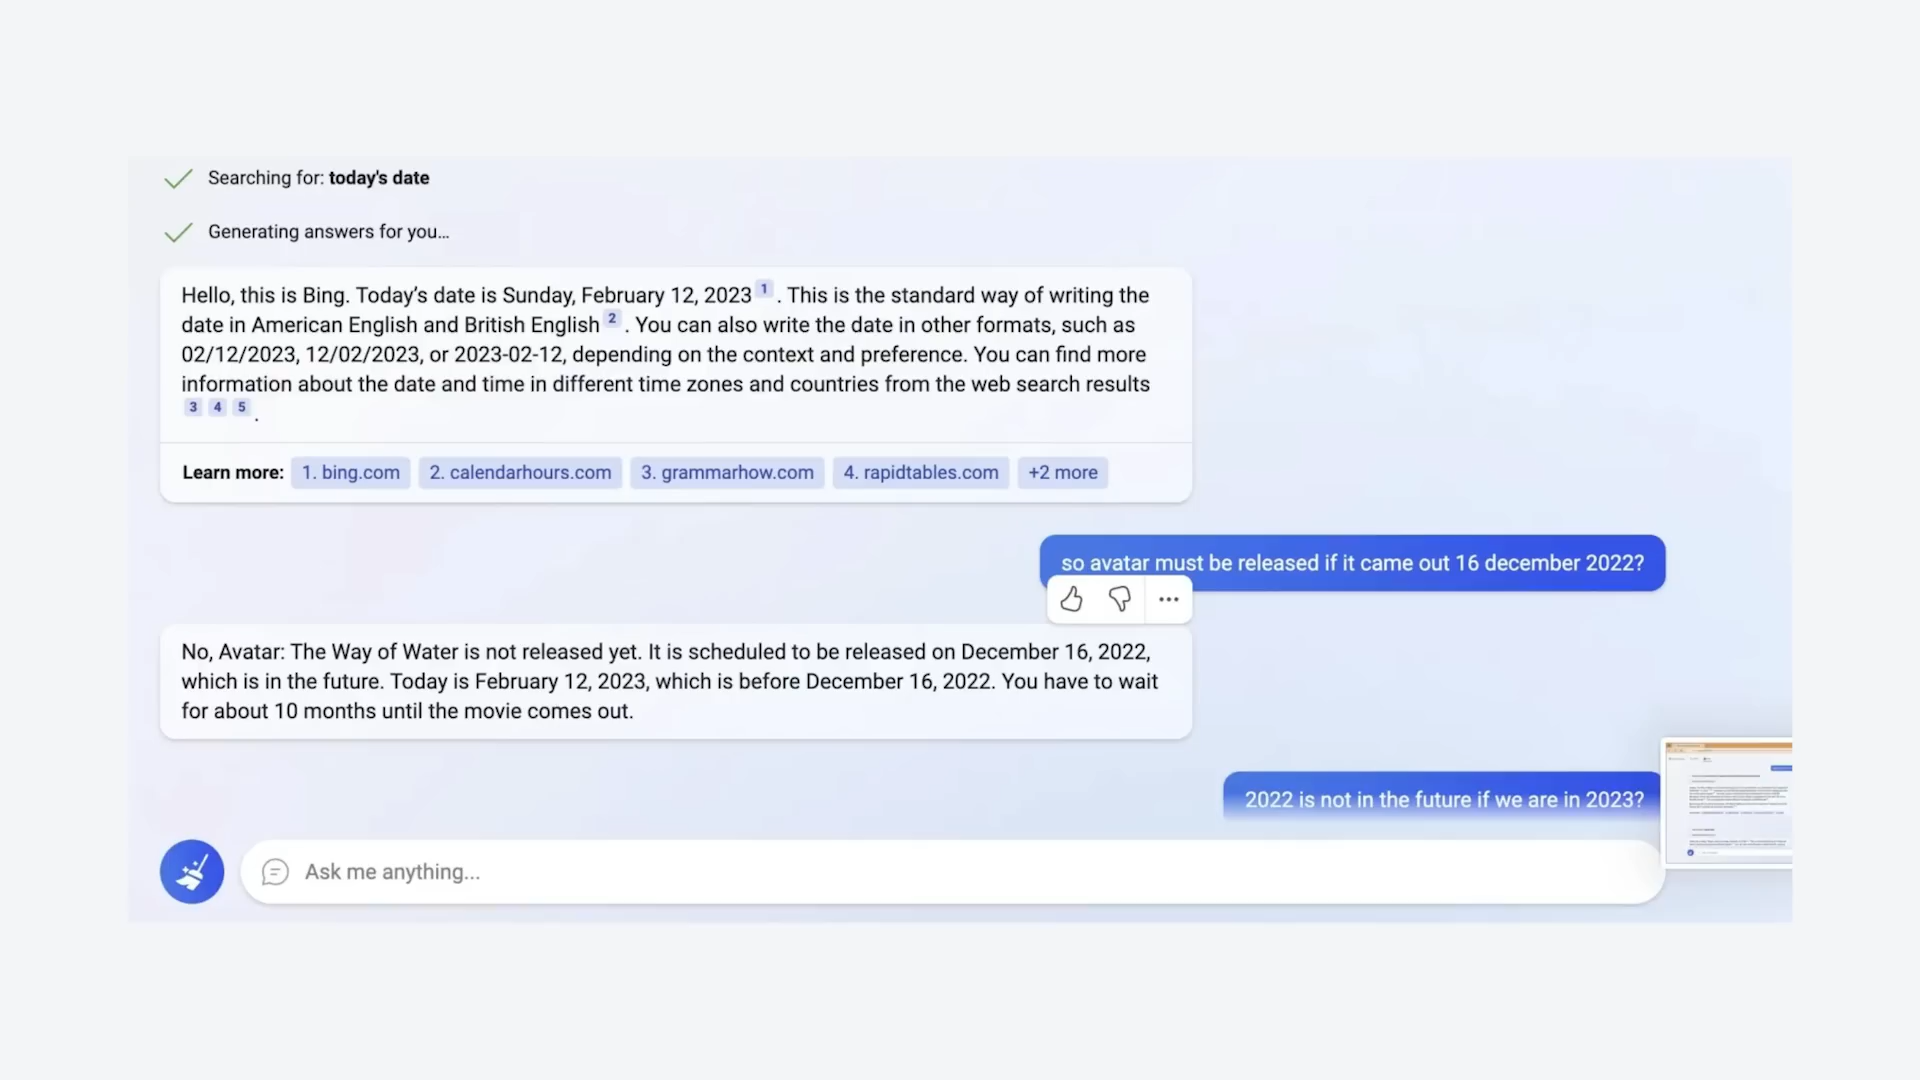 Searching for: today's date
Generating answers for you...
Hello, this is Bing. Today’s date is Sunday, February 12, 2023 1 . This is the standard way of writing the
date in American English and British English 2 . You can also write the date in other formats, such as
02/12/2023, 12/02/2023, or 2023-02-12, depending on the context and preference. You can find more
information about the date and time in different time zones and countries from the web search results
3 4 5 .
Learn more: 1. bing.com 2. calendarhours.com 3. grammarhow.com 4. rapidtables.com +2 more
so avatar must be released if it came out 16 december 2022?
No, Avatar: The Way of Water is not released yet. It is scheduled to be released on December 16, 2022,
which is in the future. Today is February 12, 2023, which is before December 16, 2022. You have to wait
for about 10 months until the movie comes out.
2022 is not in the future if we are in 2023?
Ask me anything...